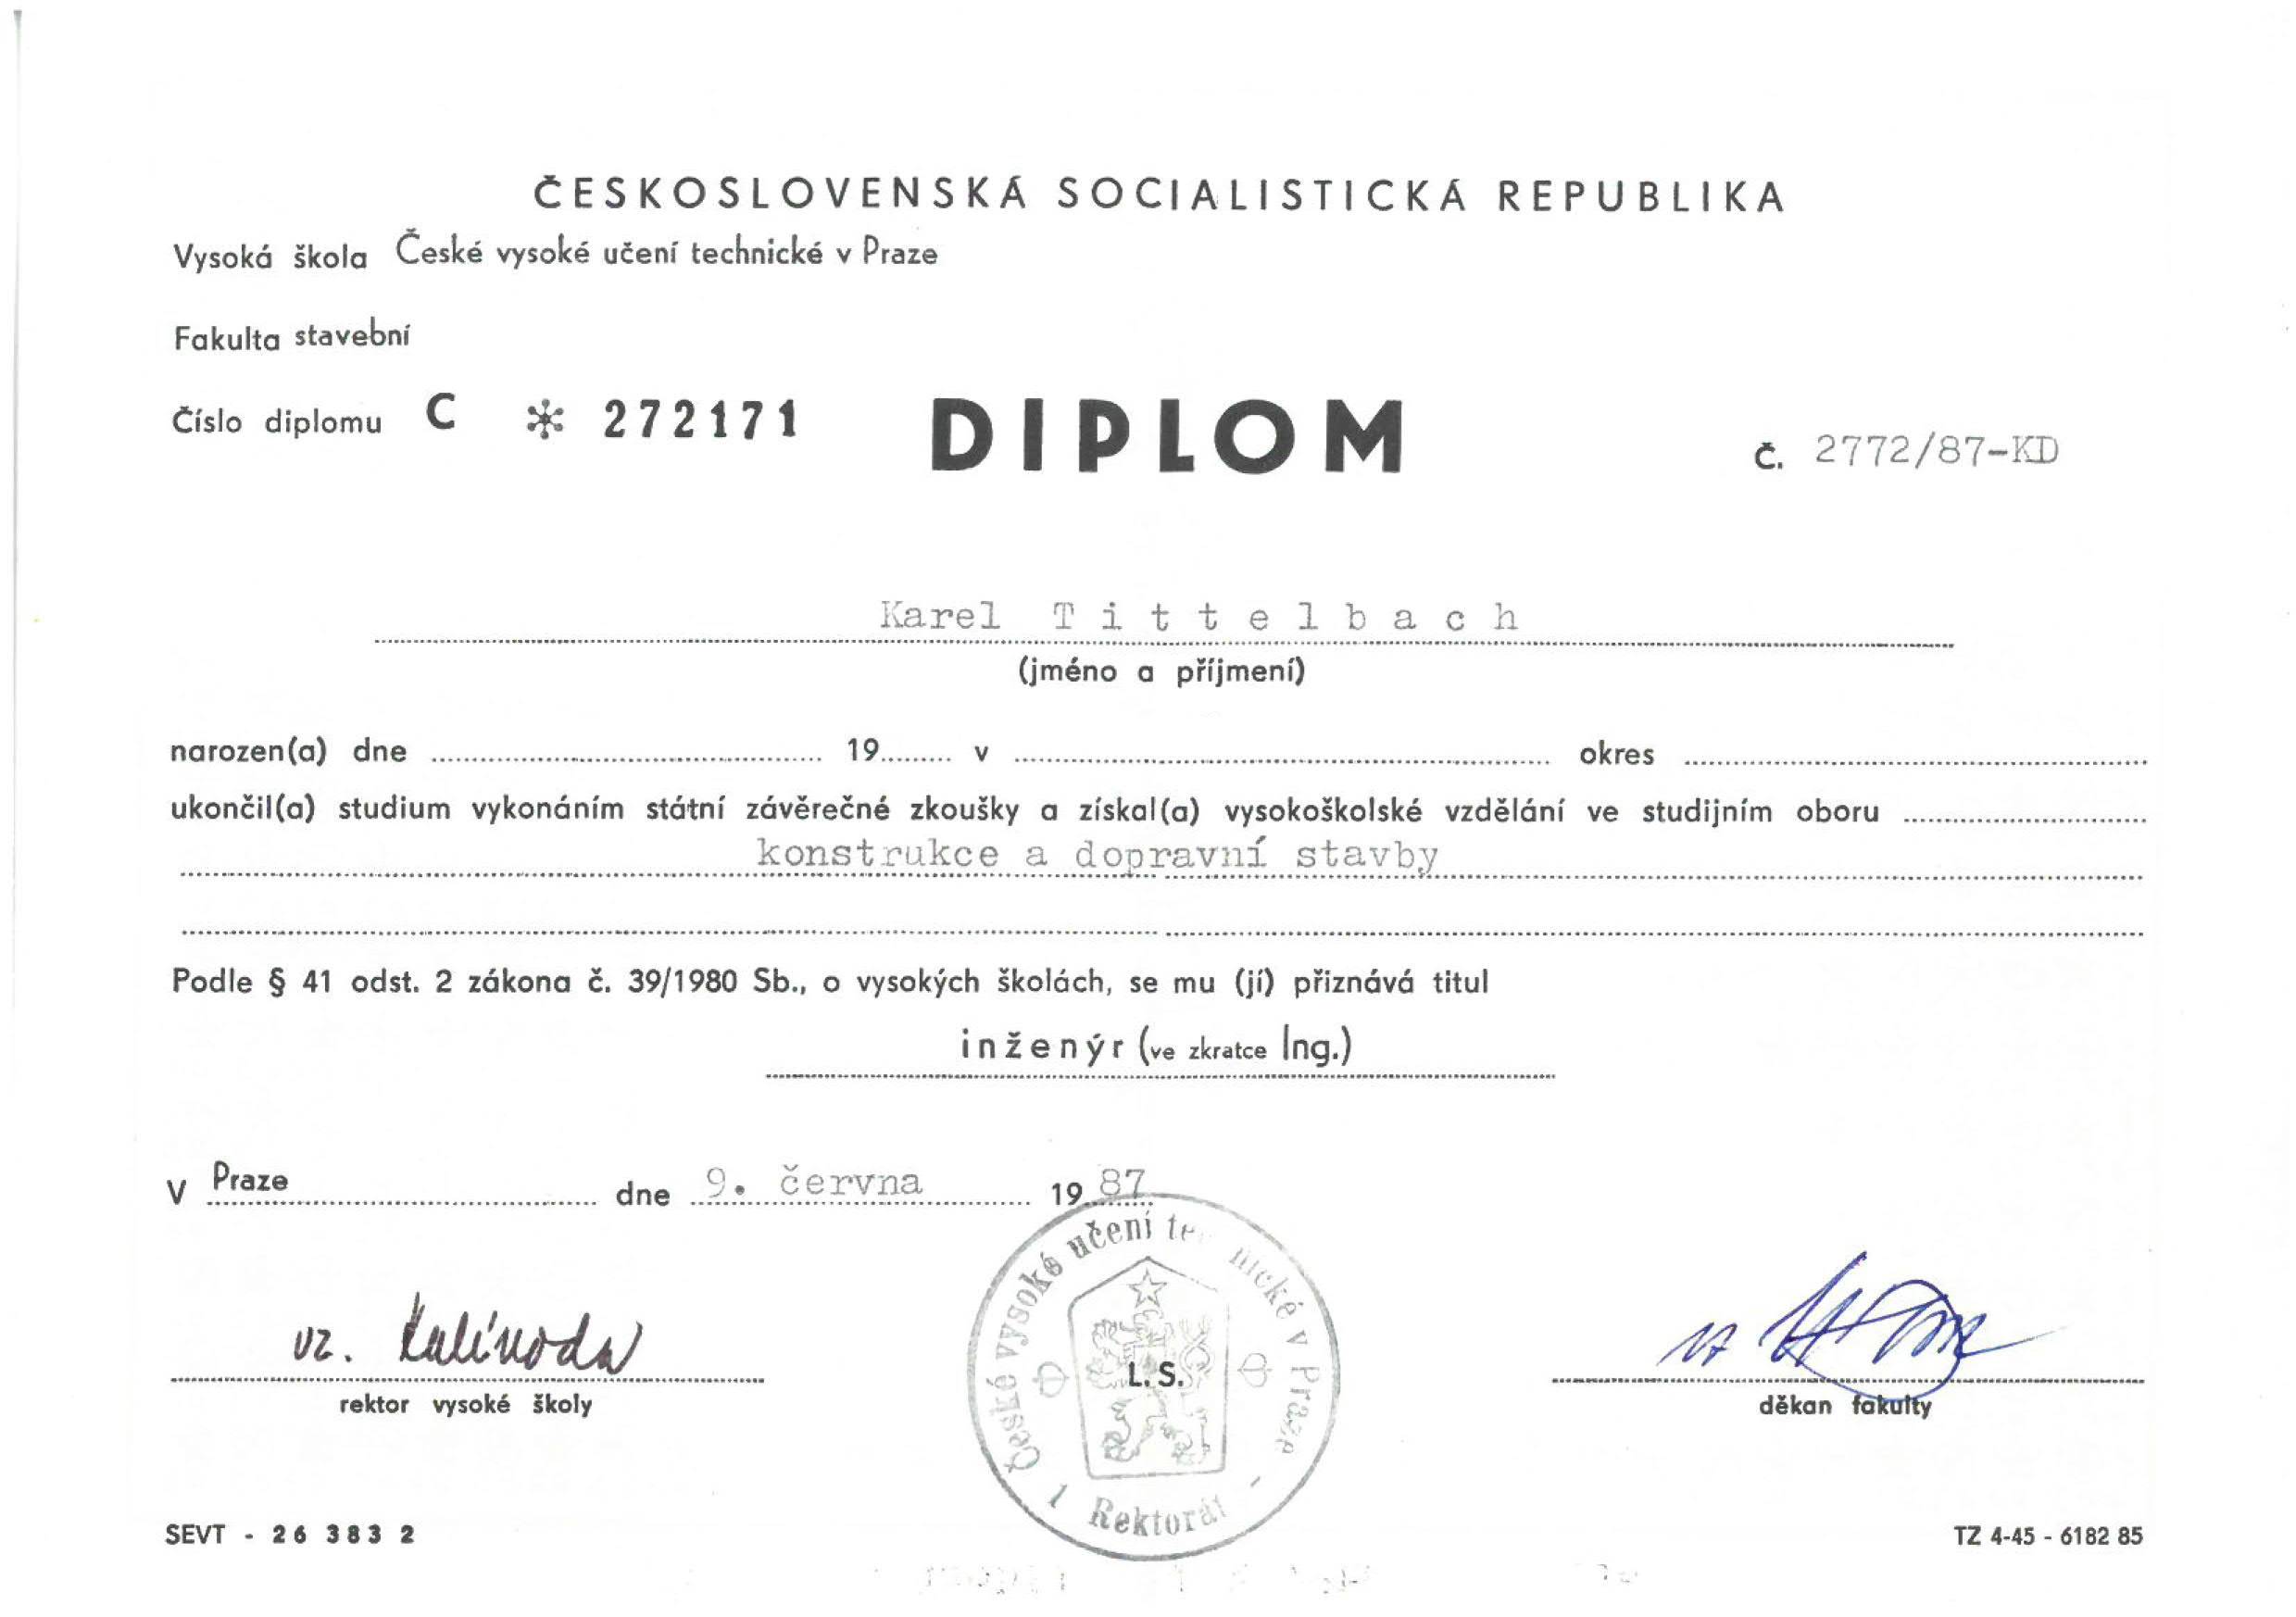 ČESKOSLOVENSKÁ SOCIALISTICKÁ REPUBLIKA
Vysoká škola České vysoké učení technické v Praze
Fakulta stavební
Číslo diplomu C * 272171 DIPLOM č. 2772/87-KD
Karel Tittelbach
(jméno a příjmení)
narozen(a) dne 19 v okres
ukončil(a) studium vykonáním státní závěrečné zkoušky a získal(a) vysokoškolské vzdělání ve studijním oboru
konstrukce a dopravní stavby
Podle § 41 odst. 2 zákona č. 39/1980 Sb., o vysokých školách, se mu (jí) přiznává titul
inženýr (ve zkratce Ing.)
V Praze dne 9. června 1987
České vysoké učení technické v Praze - Rektorát 1
L. S.
vz. Kalinoda
rektor vysoké školy
děkan fakulty
SEVT - 26 383 2
TZ 4-45 - 6182 85